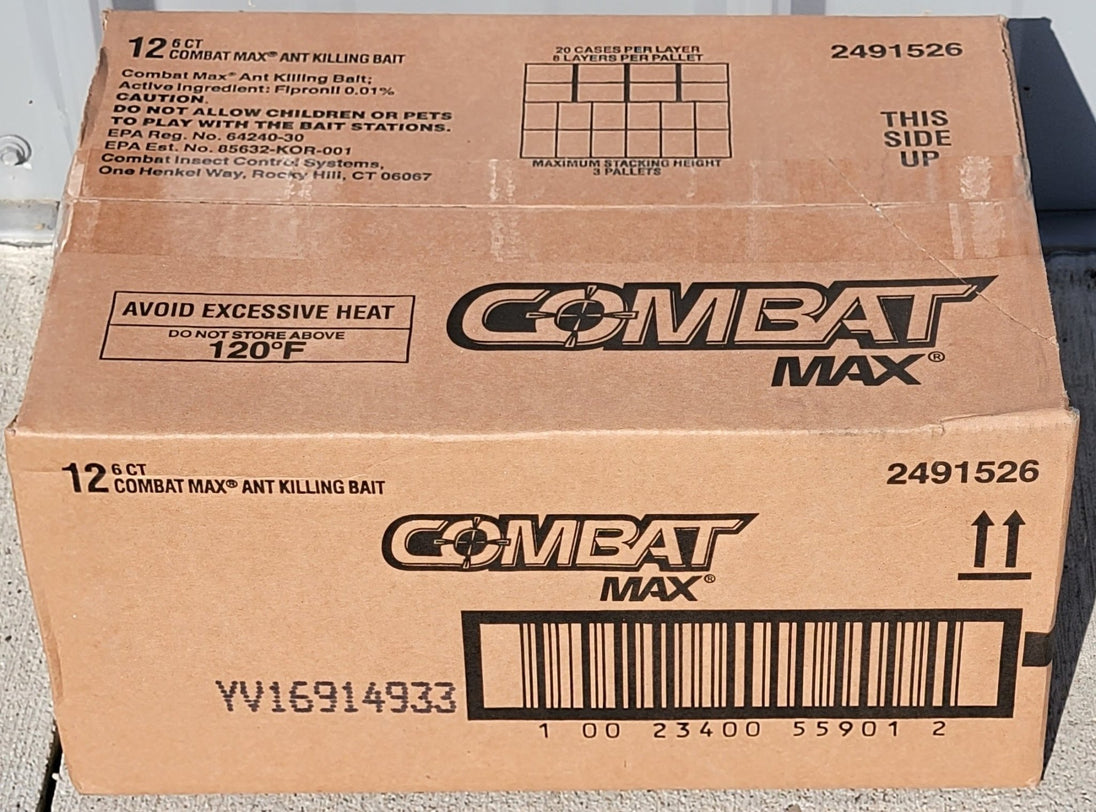 12 6 CT
COMBAT MAX® ANT KILLING BAIT
Combat Max® Ant Killing Bait;
Active Ingredient: Fipronil 0.01%
CAUTION.
DO NOT ALLOW CHILDREN OR PETS
TO PLAY WITH THE BAIT STATIONS.
EPA Reg. No. 64240-30
EPA Est. No. 85632-KOR-001
Combat Insect Control Systems,
One Henkel Way, Rocky Hill, CT 06067
20 CASES PER LAYER
8 LAYERS PER PALLET
MAXIMUM STACKING HEIGHT
3 PALLETS
2491526
THIS
SIDE
UP
AVOID EXCESSIVE HEAT
DO NOT STORE ABOVE
120°F
COMBAT
MAX®
12 6 CT
COMBAT MAX® ANT KILLING BAIT
2491526
COMBAT
MAX®
YV16914933
1 00 23400 55901 2